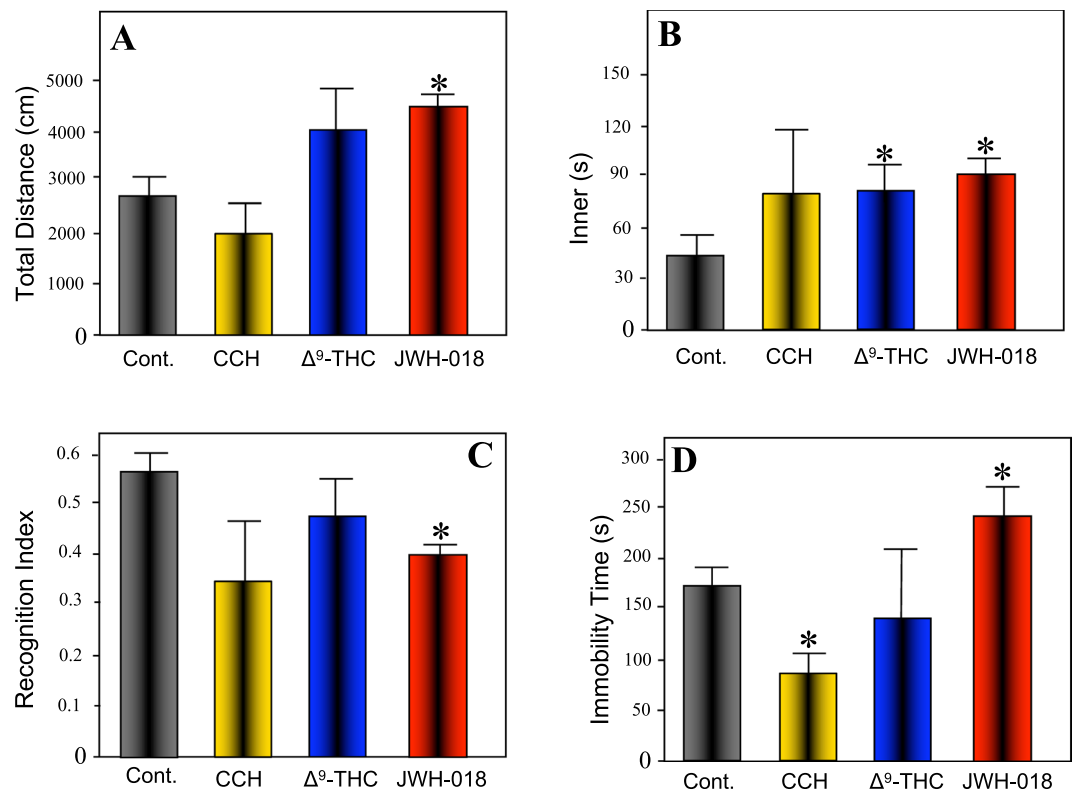 A
Total Distance (cm)
5000
4000
3000
2000
1000
0
*
Cont. CCH Δ⁹-THC JWH-018
B
Inner (s)
150
120
90
60
30
0
* *
Cont. CCH Δ⁹-THC JWH-018
C
Recognition Index
0.6
0.5
0.4
0.3
0.2
0.1
0
*
Cont. CCH Δ⁹-THC JWH-018
D
Immobility Time (s)
300
250
200
150
100
50
0
* *
Cont. CCH Δ⁹-THC JWH-018